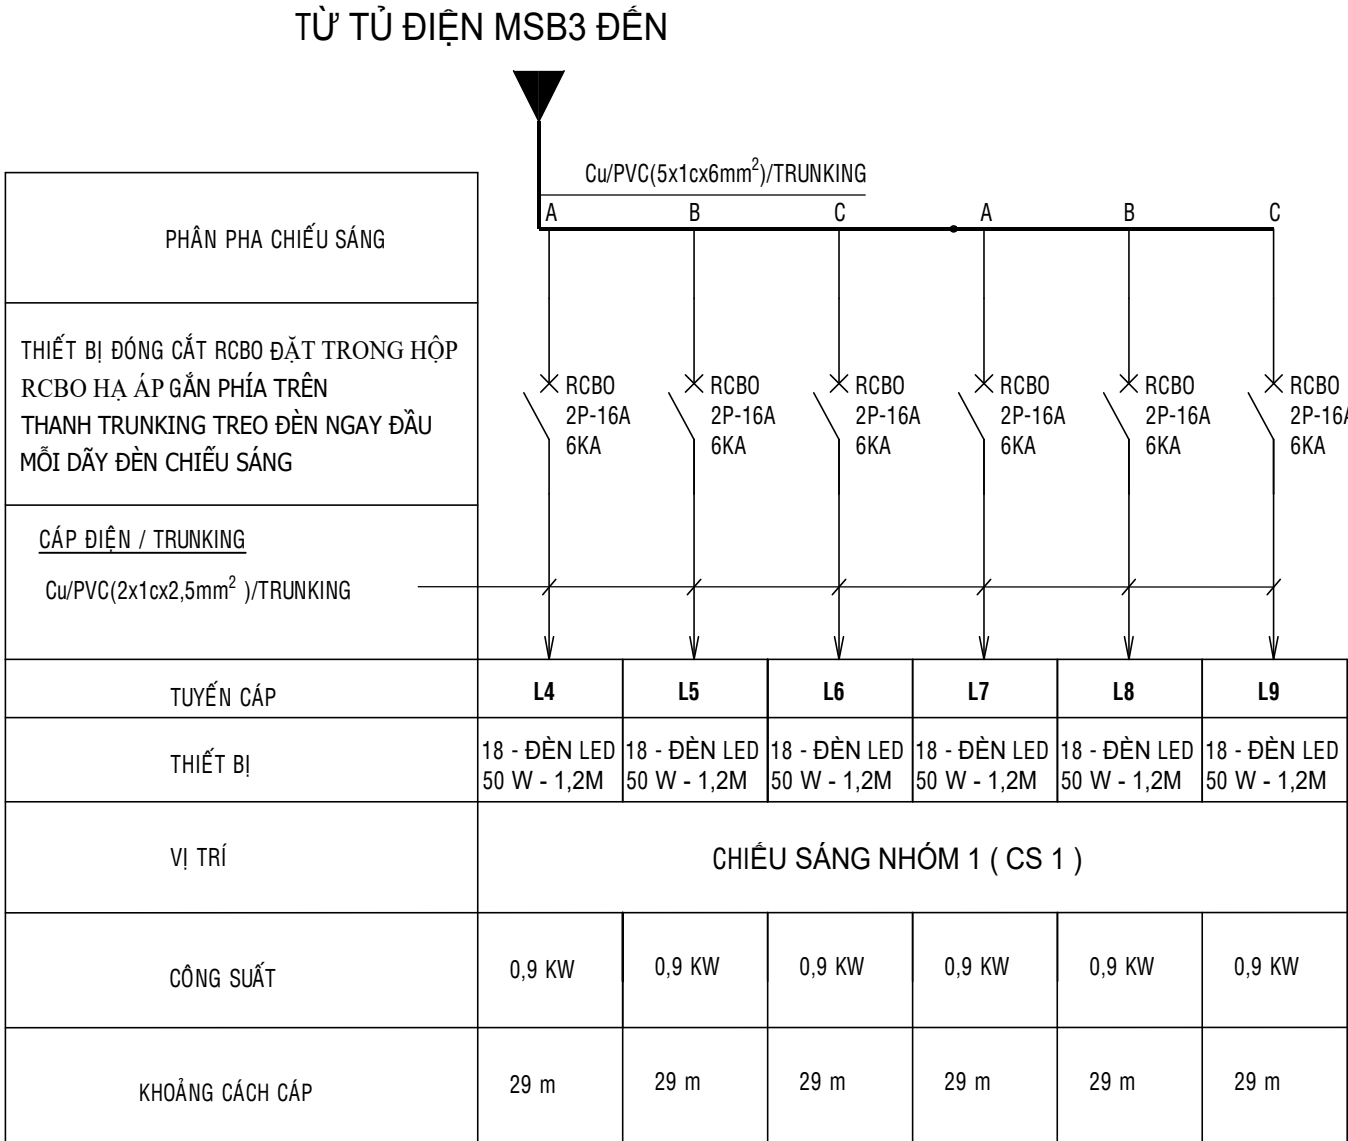 TỪ TỦ ĐIỆN MSB3 ĐẾN
Cu/PVC(5x1cx6mm²)/TRUNKING
PHÂN PHA CHIẾU SÁNG
A B C A B C
THIẾT BỊ ĐÓNG CẮT RCBO ĐẶT TRONG HỘP
RCBO HẠ ÁP GẮN PHÍA TRÊN
THANH TRUNKING TREO ĐÈN NGAY ĐẦU
MỖI DÃY ĐÈN CHIẾU SÁNG
RCBO RCBO RCBO RCBO RCBO RCBO
2P-16A 2P-16A 2P-16A 2P-16A 2P-16A 2P-16A
6KA 6KA 6KA 6KA 6KA 6KA
CÁP ĐIỆN / TRUNKING
Cu/PVC(2x1cx2,5mm² )/TRUNKING
TUYẾN CÁP L4 L5 L6 L7 L8 L9
THIẾT BỊ
18 - ĐÈN LED 18 - ĐÈN LED 18 - ĐÈN LED 18 - ĐÈN LED 18 - ĐÈN LED 18 - ĐÈN LED
50 W - 1,2M 50 W - 1,2M 50 W - 1,2M 50 W - 1,2M 50 W - 1,2M 50 W - 1,2M
VỊ TRÍ CHIẾU SÁNG NHÓM 1 ( CS 1 )
CÔNG SUẤT 0,9 KW 0,9 KW 0,9 KW 0,9 KW 0,9 KW 0,9 KW
KHOẢNG CÁCH CÁP 29 m 29 m 29 m 29 m 29 m 29 m